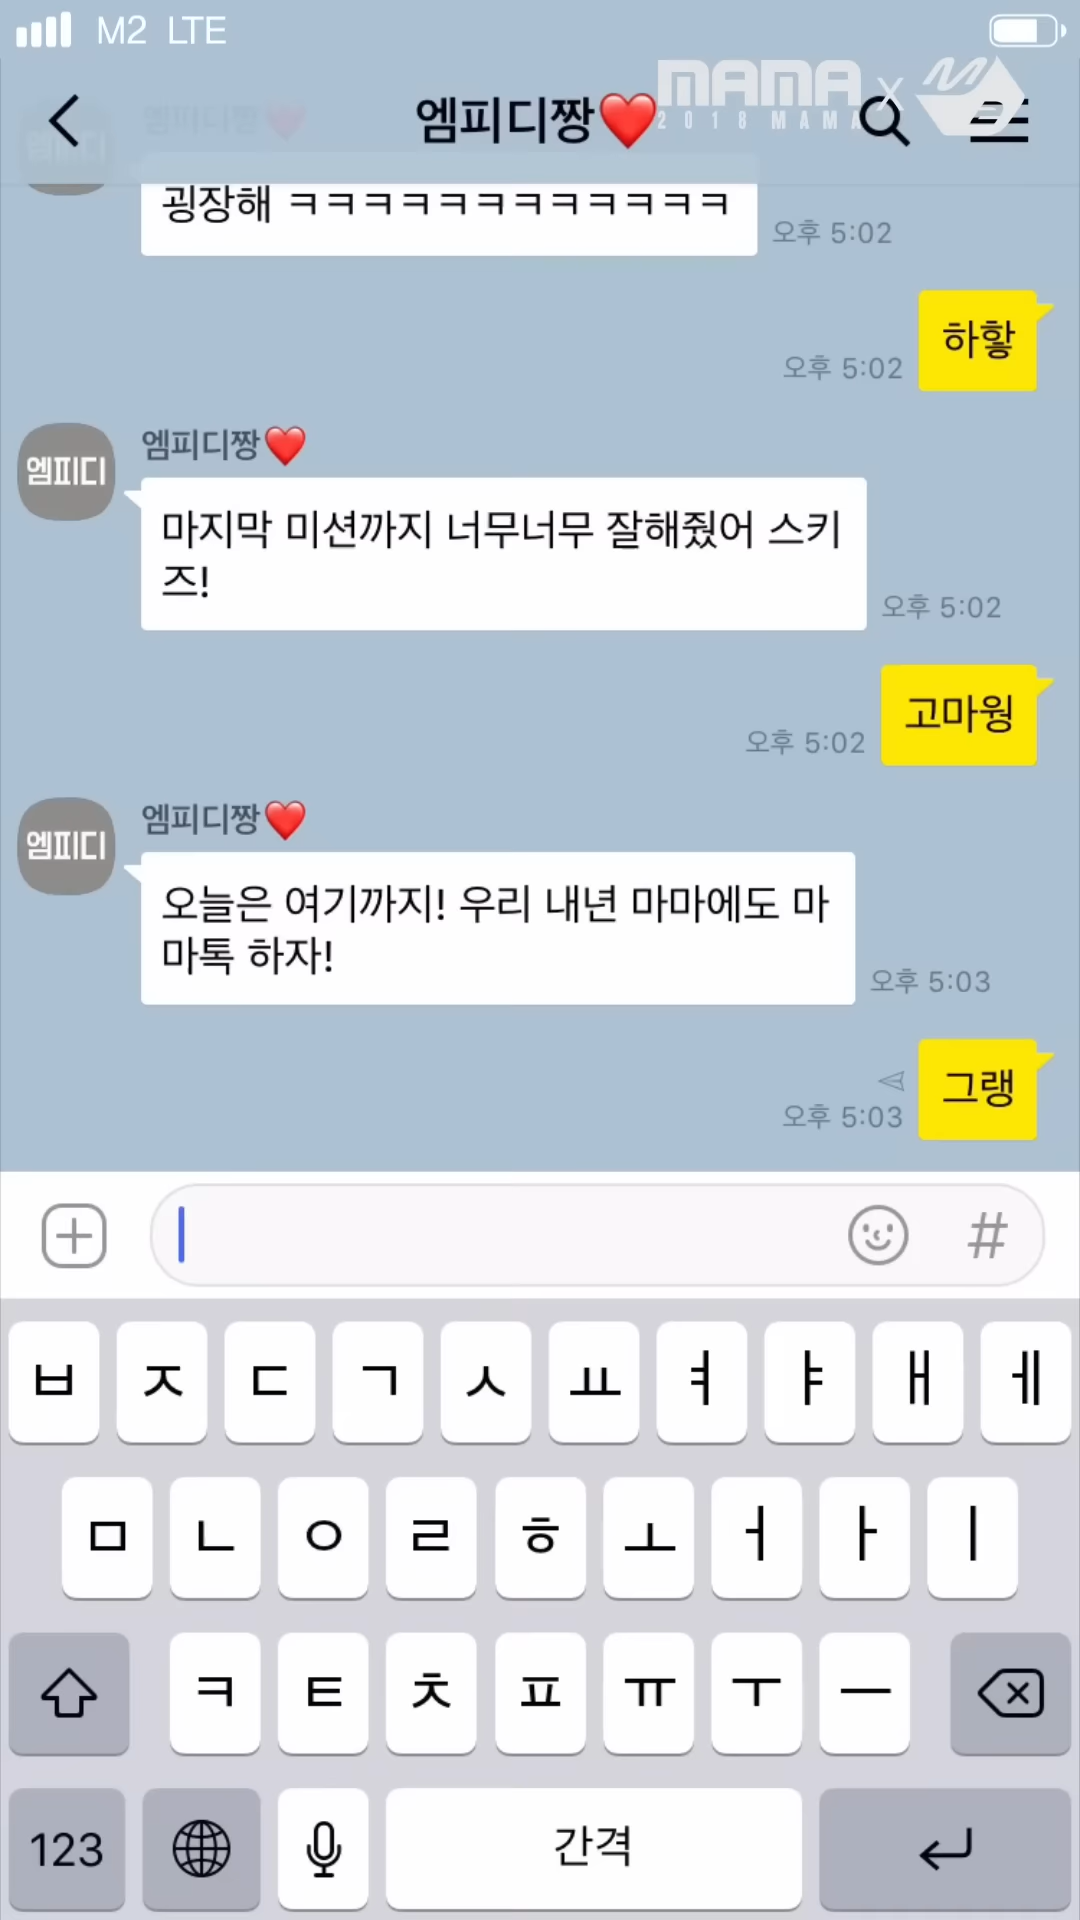 M2 LTE
엠피디짱❤️
MAMA X M2
2018 MAMA
굉장해 ㅋㅋㅋㅋㅋㅋㅋㅋㅋㅋㅋㅋ
오후 5:02
하핳
오후 5:02
엠피디
엠피디짱❤️
마지막 미션까지 너무너무 잘해줬어 스키
즈!
오후 5:02
고마웡
오후 5:02
엠피디
엠피디짱❤️
오늘은 여기까지! 우리 내년 마마에도 마
마톡 하자!
오후 5:03
그랭
오후 5:03
#
ㅂ ㅈ ㄷ ㄱ ㅅ ㅛ ㅕ ㅑ ㅐ ㅔ
ㅁ ㄴ ㅇ ㄹ ㅎ ㅗ ㅓ ㅏ ㅣ
ㅋ ㅌ ㅊ ㅍ ㅠ ㅜ ㅡ
123 간격